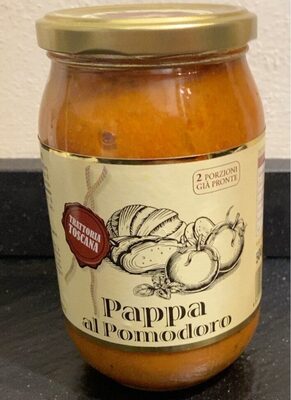 2 PORZIONI
GIÀ PRONTE
TRATTORIA
TOSCANA
Pappa
al Pomodoro